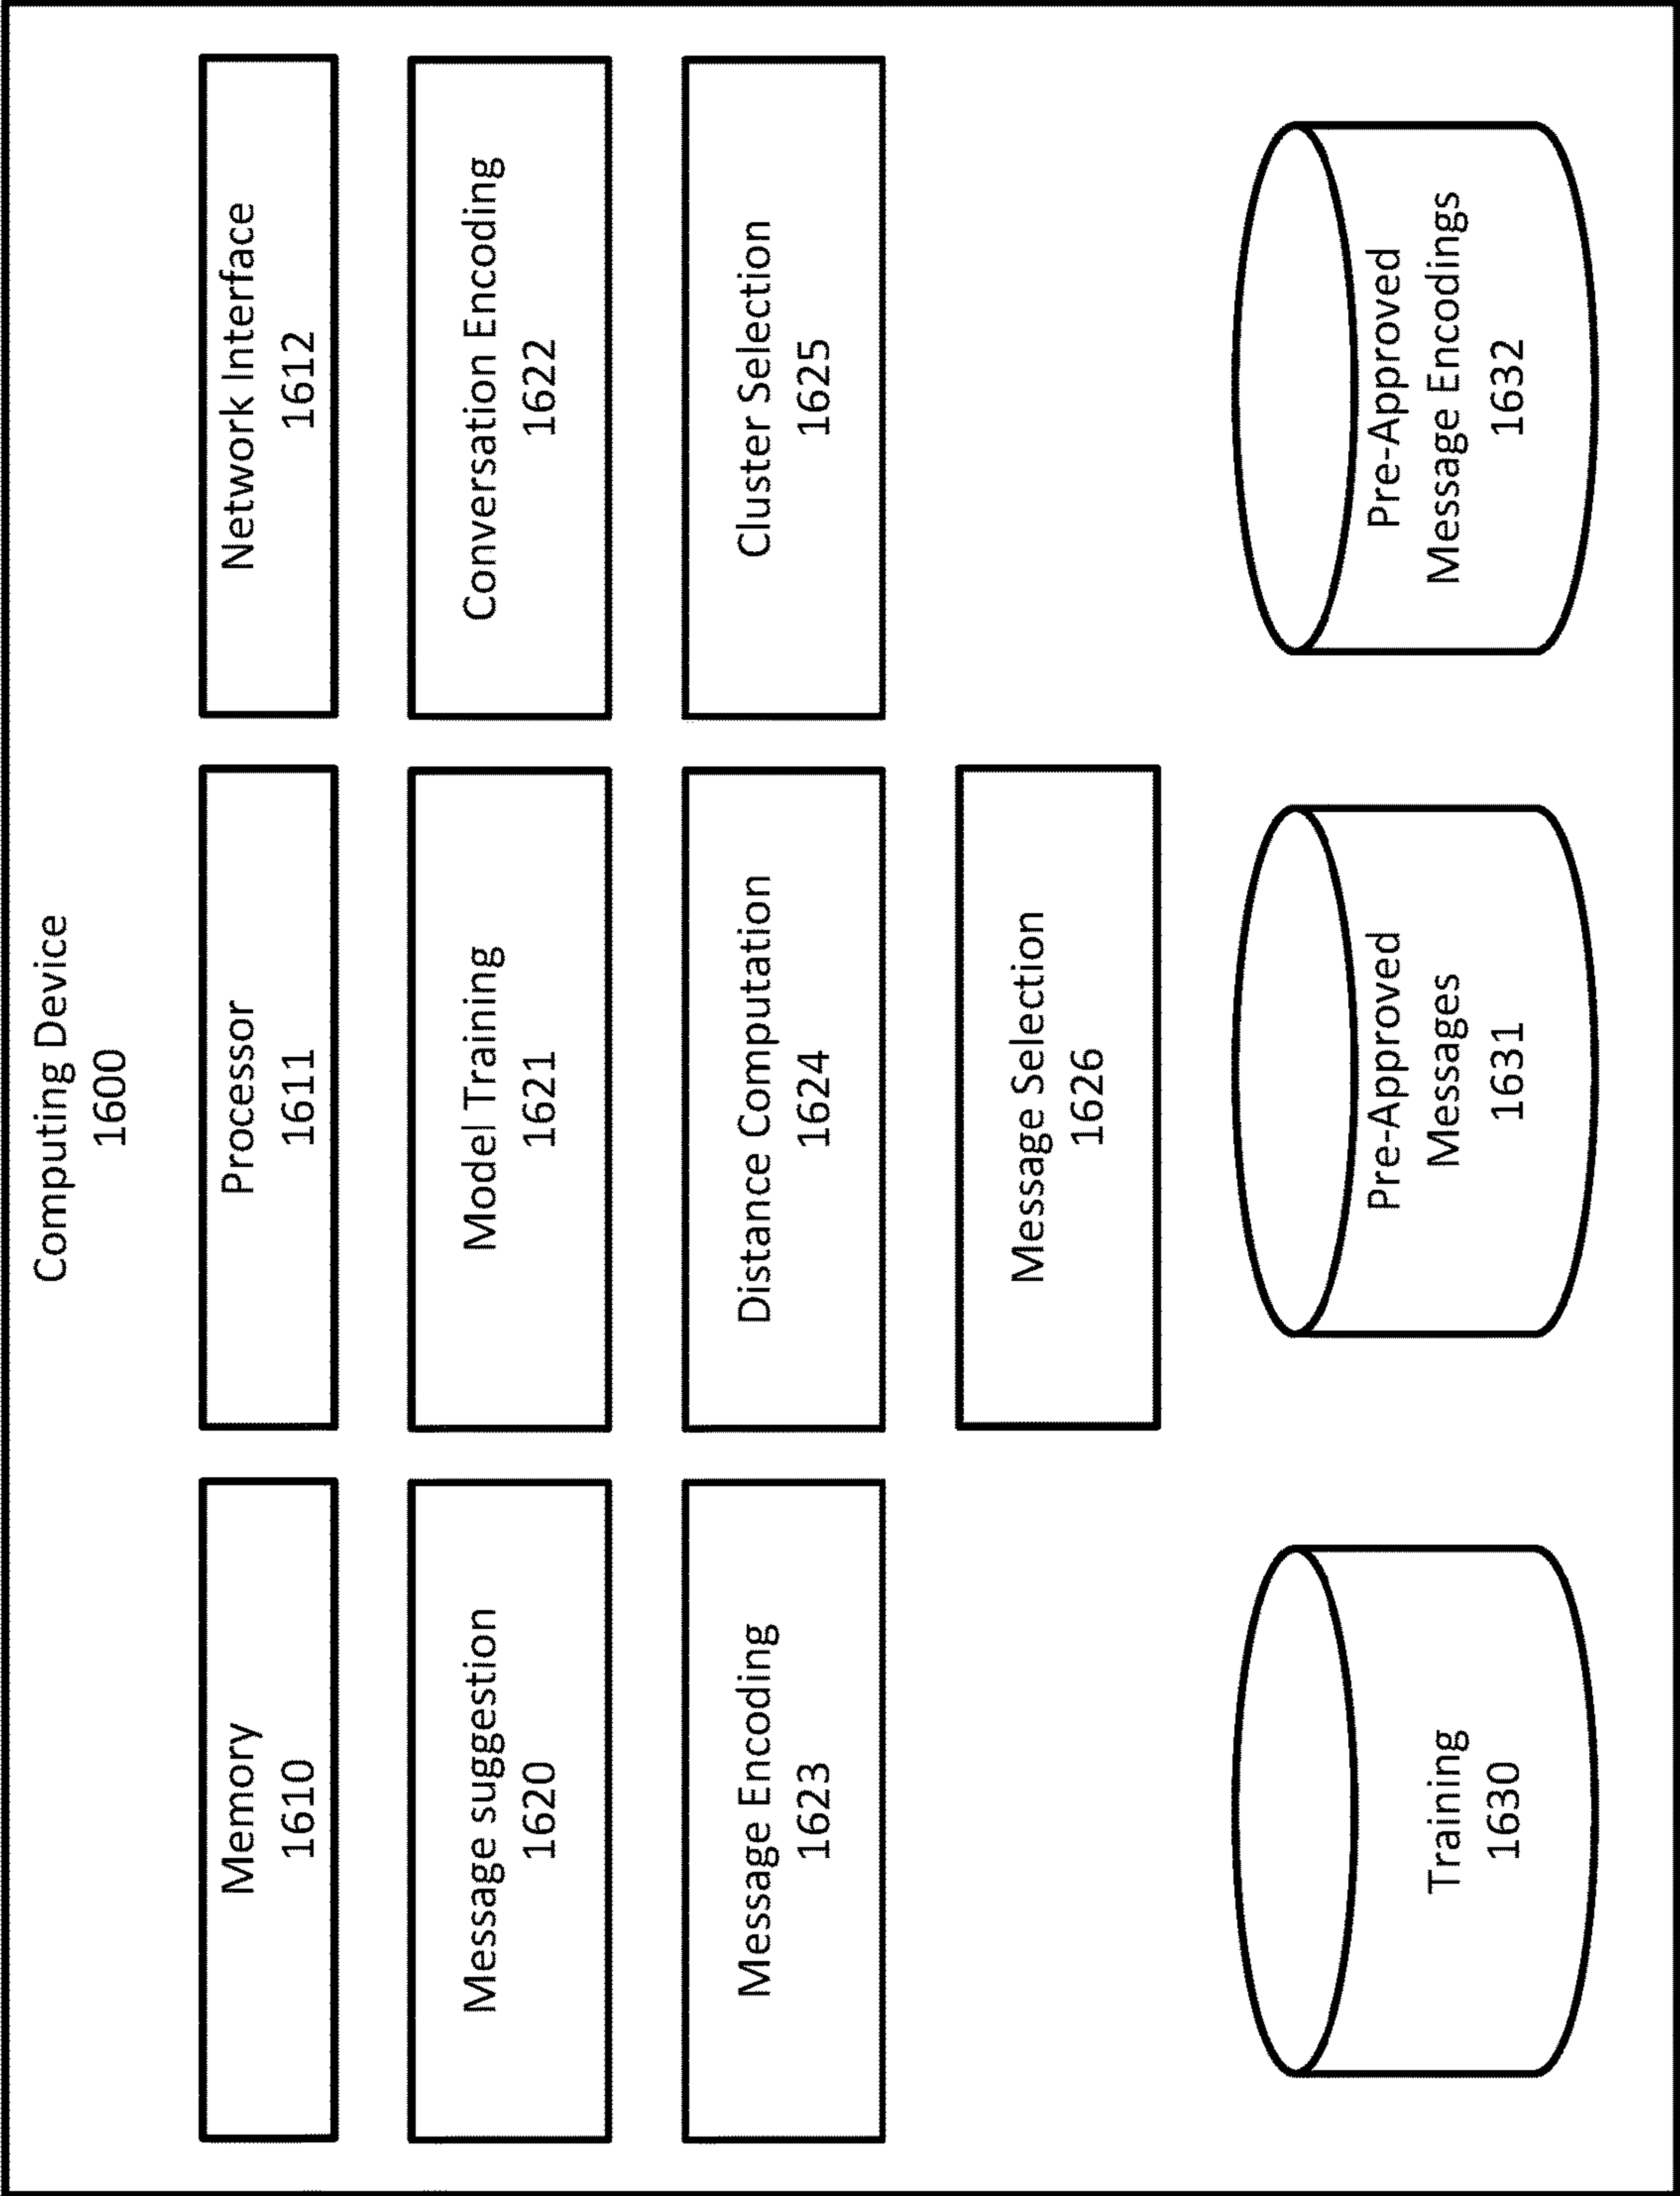 Computing Device
1600
Memory
1610
Processor
1611
Network Interface
1612
Message suggestion
1620
Model Training
1621
Conversation Encoding
1622
Message Encoding
1623
Distance Computation
1624
Cluster Selection
1625
Message Selection
1626
Training
1630
Pre-Approved
Messages
1631
Pre-Approved
Message Encodings
1632